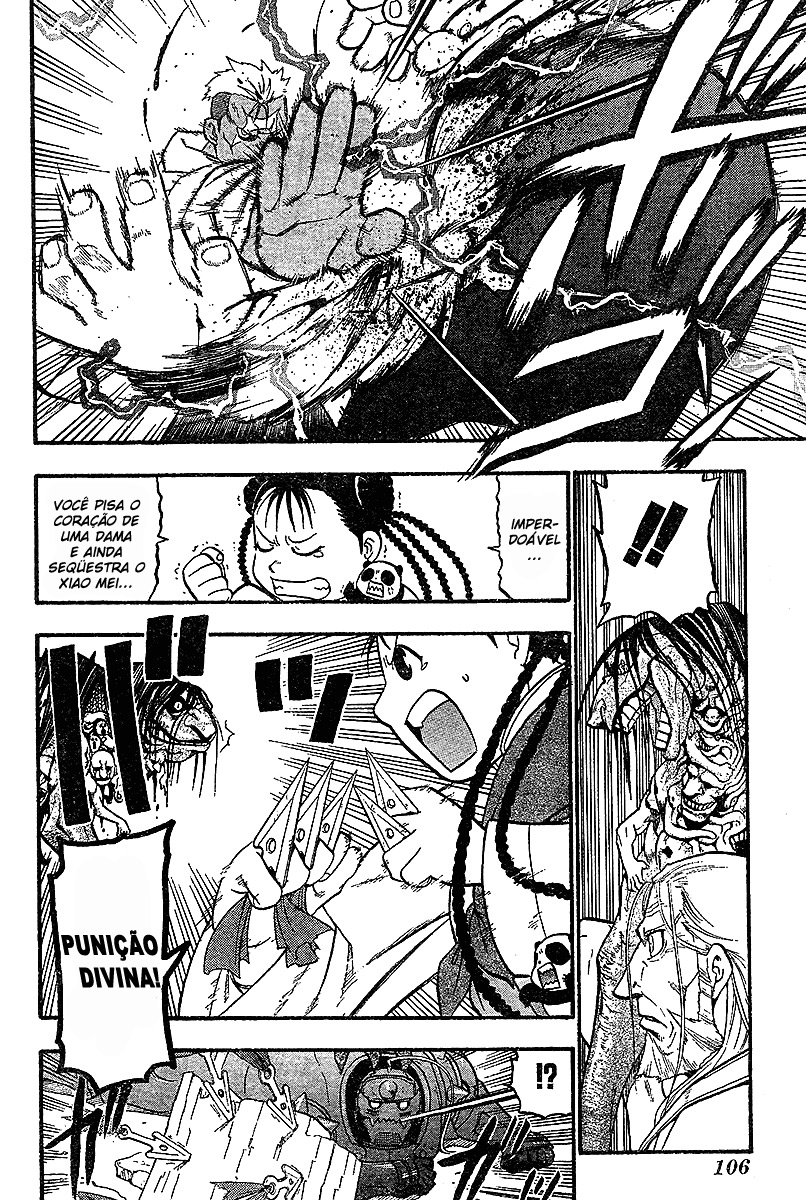 !!
IMPER-
DOÁVEL
...
VOCÊ PISA O
CORAÇÃO DE
UMA DAMA
E AINDA
SEQÜESTRA O
XIAO MEI...
PUNIÇÃO
DIVINA!
!?
106